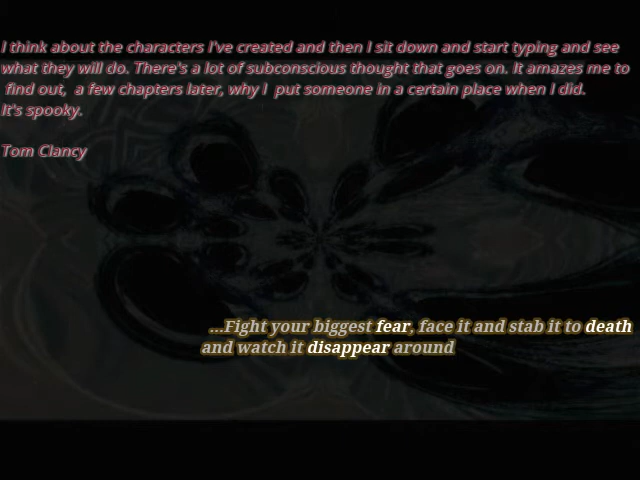 I think about the characters I've created and then I sit down and start typing and see
what they will do. There's a lot of subconscious thought that goes on. It amazes me to
find out, a few chapters later, why I put someone in a certain place when I did.
It's spooky.
Tom Clancy
...Fight your biggest fear, face it and stab it to death
and watch it disappear around